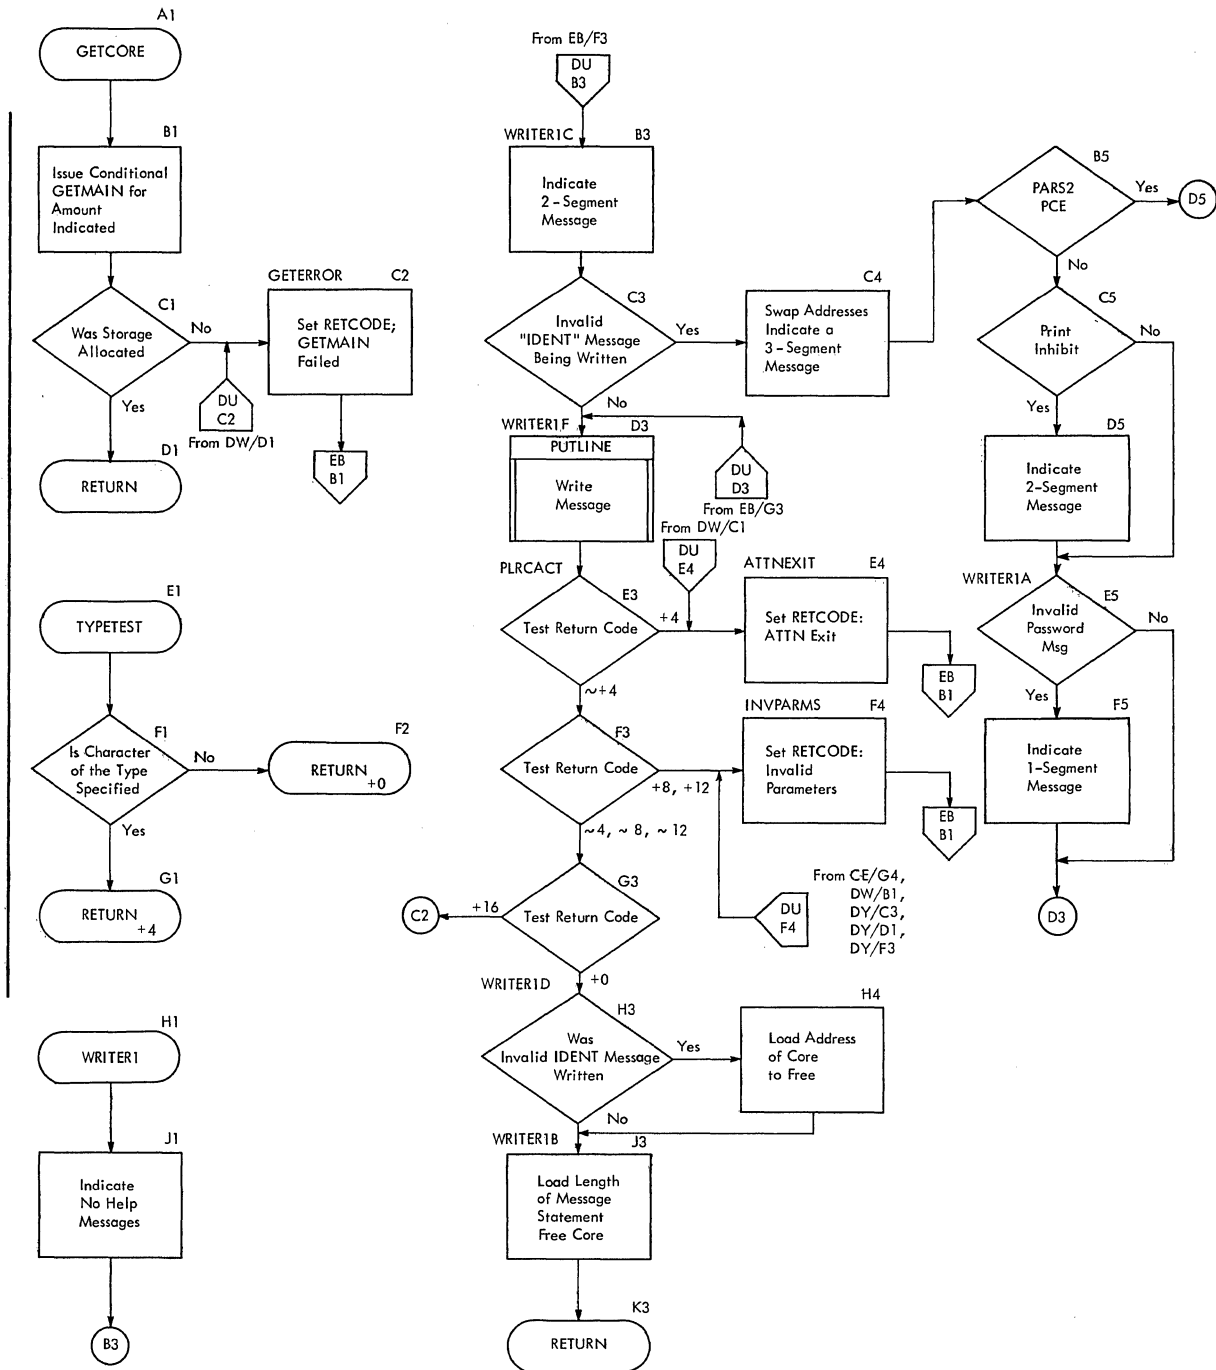 A1
GETCORE
B1
Issue Conditional
GETMAIN for
Amount
Indicated
C1
Was Storage
Allocated
No
Yes
GETERROR
C2
Set RETCODE;
GETMAIN
Failed
DU
C2
From DW/D1
EB
B1
D1
RETURN
E1
TYPETEST
F1
Is Character
of the Type
Specified
No
Yes
F2
RETURN
+0
G1
RETURN
+4
H1
WRITER1
J1
Indicate
No Help
Messages
B3
From EB/F3
DU
B3
WRITER1C
B3
Indicate
2-Segment
Message
C3
Invalid
"IDENT" Message
Being Written
Yes
No
C4
Swap Addresses
Indicate a
3-Segment
Message
WRITER1F
D3
PUTLINE
Write
Message
DU
D3
From EB/G3
From DW/C1
DU
E4
PLRCACT
E3
Test Return Code
+4
~+4
ATTNEXIT
E4
Set RETCODE:
ATTN Exit
EB
B1
F3
Test Return Code
+8, +12
~4, ~8, ~12
INVPARMS
F4
Set RETCODE:
Invalid
Parameters
EB
B1
From CE/G4,
DW/B1,
DY/C3,
DY/D1,
DY/F3
DU
F4
G3
Test Return Code
+16
C2
+0
WRITER1D
H3
Was
Invalid IDENT Message
Written
Yes
No
H4
Load Address
of Core
to Free
WRITER1B
J3
Load Length
of Message
Statement
Free Core
K3
RETURN
B5
PARS2
PCE
Yes
D5
No
C5
Print
Inhibit
No
Yes
D5
Indicate
2-Segment
Message
WRITER1A
E5
Invalid
Password
Msg
No
Yes
F5
Indicate
1-Segment
Message
D3